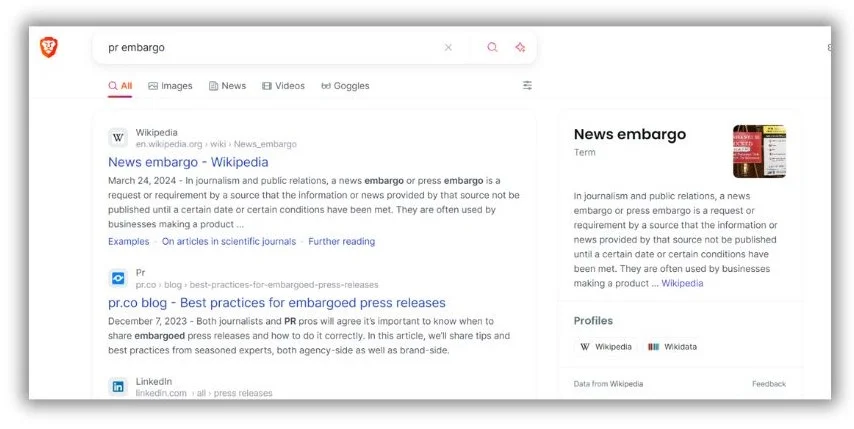 pr embargo
All Images News Videos Goggles
Wikipedia
en.wikipedia.org › wiki › News_embargo
News embargo - Wikipedia
March 24, 2024 - In journalism and public relations, a news embargo or press embargo is a
request or requirement by a source that the information or news provided by that source not be
published until a certain date or certain conditions have been met. They are often used by
businesses making a product ...
Examples · On articles in scientific journals · Further reading
Pr
pr.co › blog › best-practices-for-embargoed-press-releases
pr.co blog - Best practices for embargoed press releases
December 7, 2023 - Both journalists and PR pros will agree it's important to know when to
share embargoed press releases and how to do it correctly. In this article, we'll share tips and
best practices from seasoned experts, both agency-side as well as brand-side.
LinkedIn
linkedin.com › all › press releases
News embargo
Term
In journalism and public relations, a news
embargo or press embargo is a request or
requirement by a source that the information or
news provided by that source not be published
until a certain date or certain conditions have
been met. They are often used by businesses
making a product ... Wikipedia
Profiles
W Wikipedia Wikidata
Data from Wikipedia Feedback